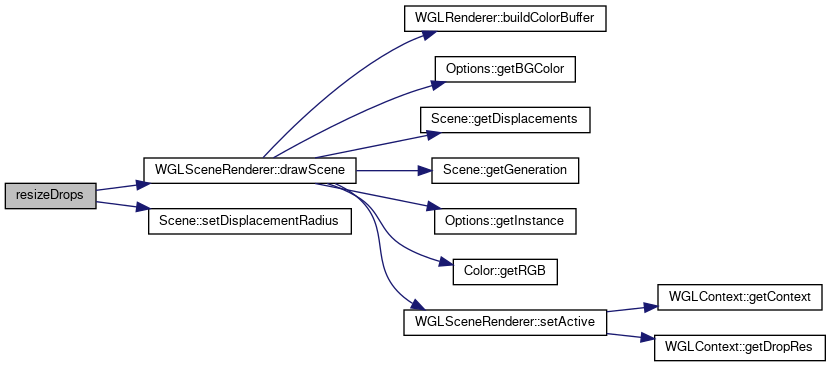 WGLRenderer::buildColorBuffer
Options::getBGColor
Scene::getDisplacements
WGLSceneRenderer::drawScene
Scene::getGeneration
resizeDrops
Scene::setDisplacementRadius
Options::getInstance
Color::getRGB
WGLContext::getContext
WGLSceneRenderer::setActive
WGLContext::getDropRes